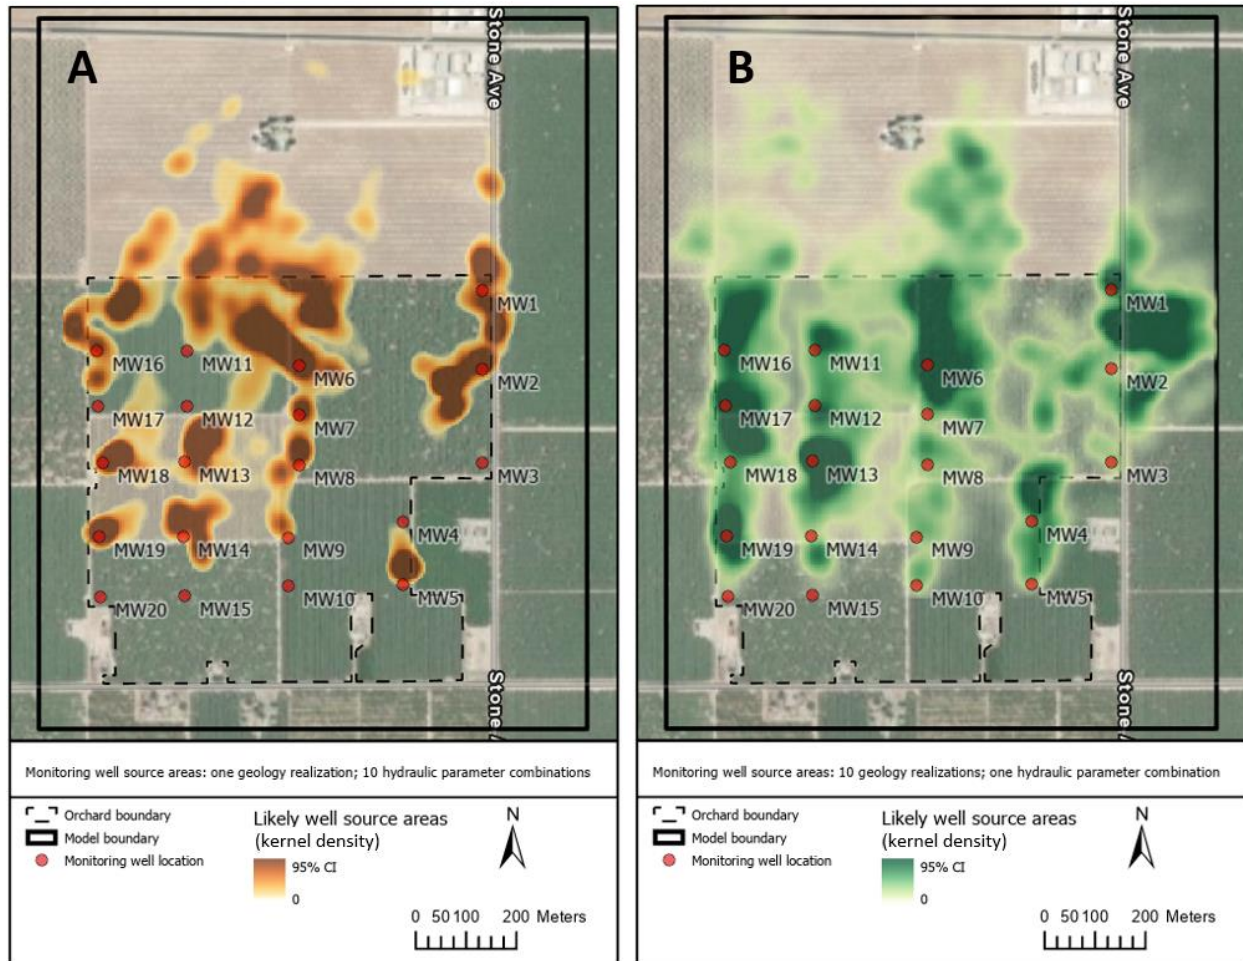 A
Stone Ave
MW1
MW16
MW11
MW6
MW2
MW17
MW12
MW7
MW18
MW13
MW8
MW3
MW4
MW19
MW14
MW9
MW20
MW15
MW10
MW5
Stone A
Monitoring well source areas: one geology realization; 10 hydraulic parameter combinations
Orchard boundary
Model boundary
Monitoring well location
Likely well source areas
(kernel density)
95% CI
0
N
0 50 100 200 Meters
B
Stone Ave
MW1
MW16
MW11
MW6
MW2
MW17
MW12
MW7
MW18
MW13
MW8
MW3
MW4
MW19
MW14
MW9
MW20
MW15
MW10
MW5
Stone A
Monitoring well source areas: 10 geology realizations; one hydraulic parameter combination
Orchard boundary
Model boundary
Monitoring well location
Likely well source areas
(kernel density)
95% CI
0
N
0 50 100 200 Meters